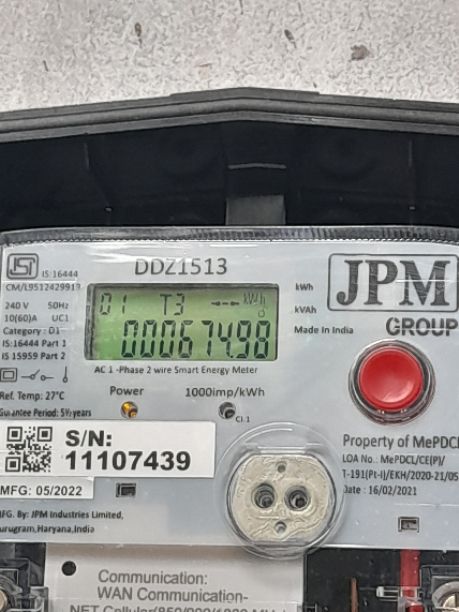 IS:16444
CM/L9512429913
240 V 50Hz
10(60)A UC1
Category : D1
IS:16444 Part 1
IS 15959 Part 2
Ref. Temp: 27°C
Gurantee Period: 5½ years
DDZ1513
01 T3 kWh
00067498
kWh
kVAh
Made In India
JPM
GROUP
AC 1 -Phase 2 wire Smart Energy Meter
Power 1000imp/kWh
Cl 1
S/N:
11107439
MFG: 05/2022
MFG. By: JPM Industries Limited,
Gurugram,Haryana,India
Property of MePDCL
LOA No.: MePDCL/CE(P)/
T-191(Pt-I)/EKH/2020-21/05
Date : 16/02/2021
Communication:
WAN Communication-